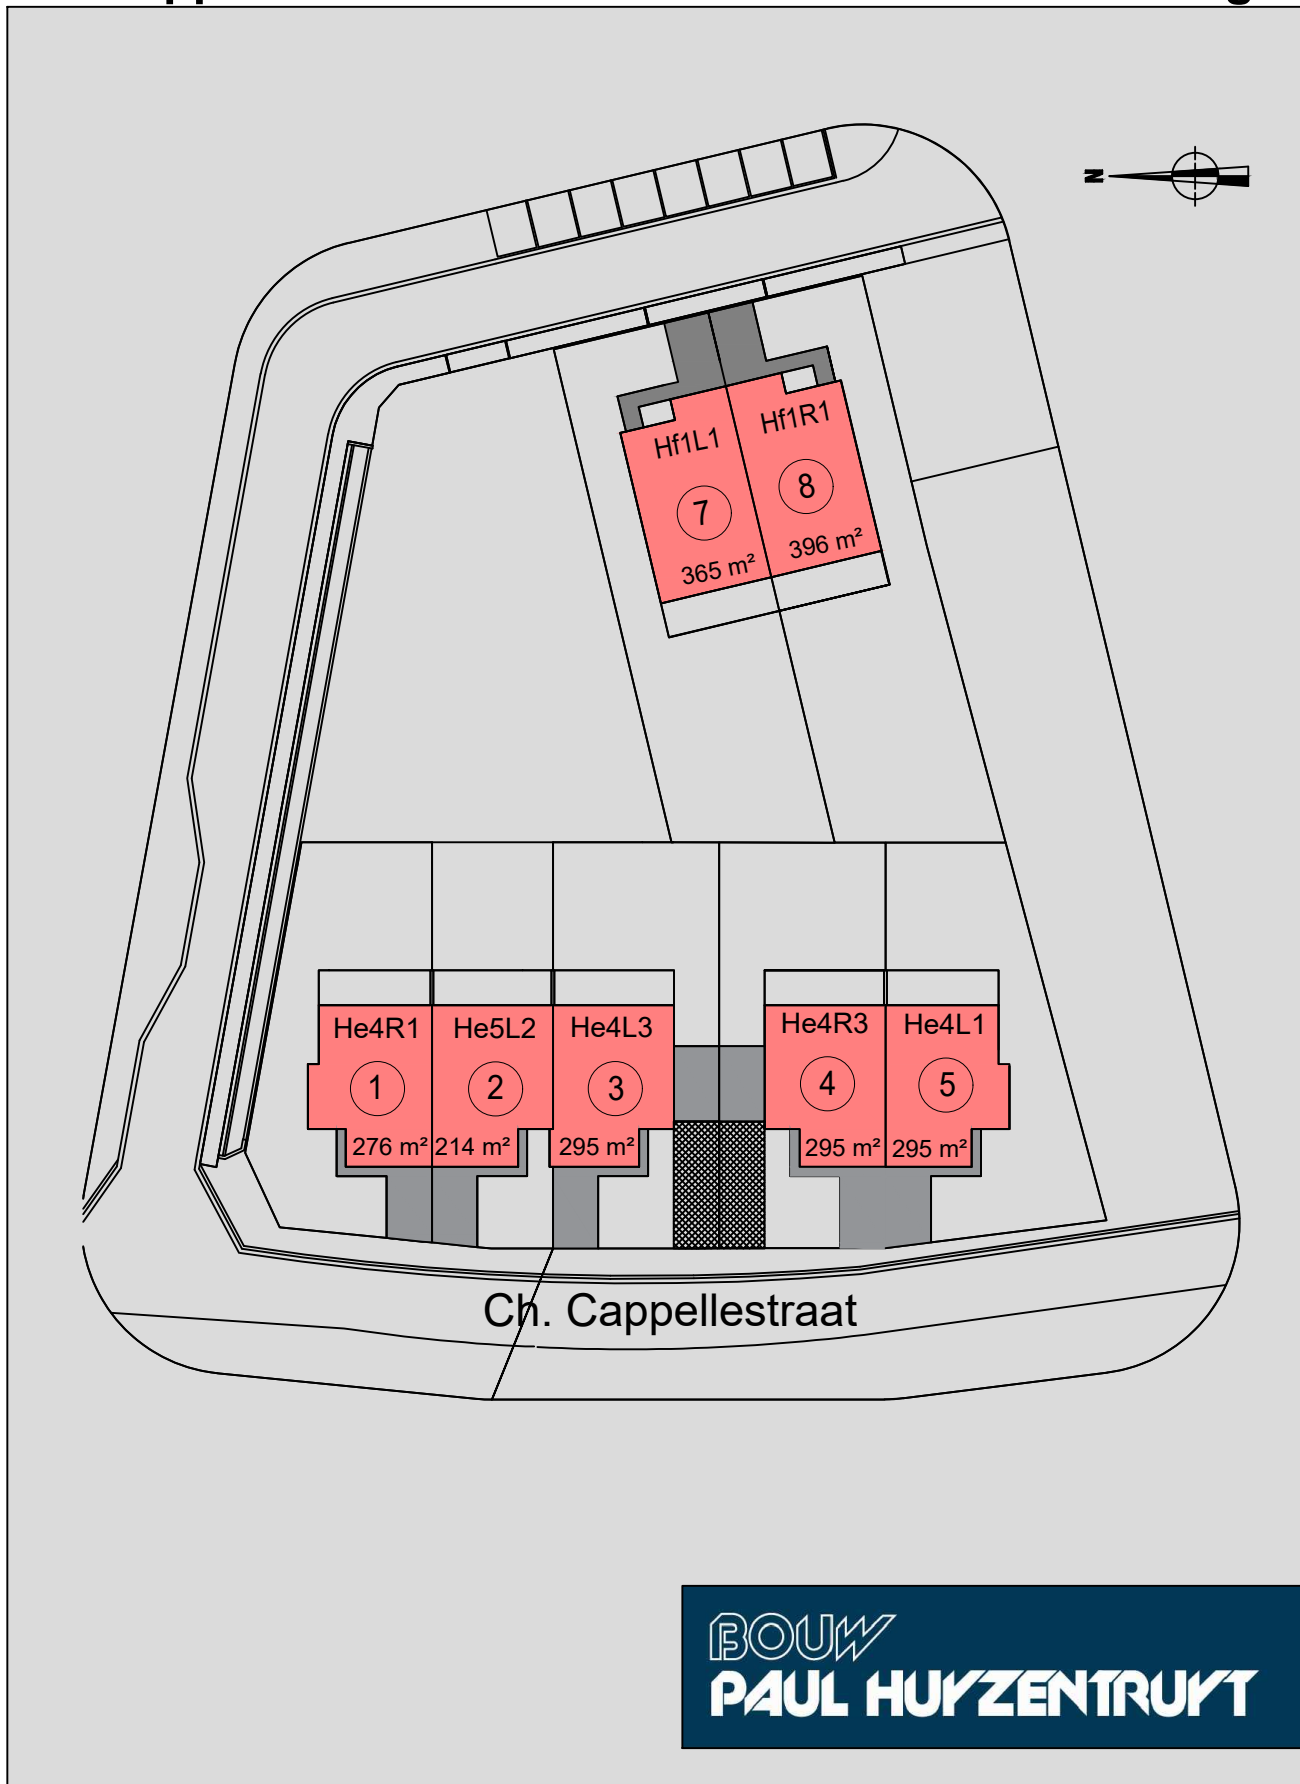 N
Hf1L1
7
365 m²
Hf1R1
8
396 m²
He4R1
1
276 m²
He5L2
2
214 m²
He4L3
3
295 m²
He4R3
4
295 m²
He4L1
5
295 m²
Ch. Cappellestraat
BOUW
PAUL HUYZENTRUYT